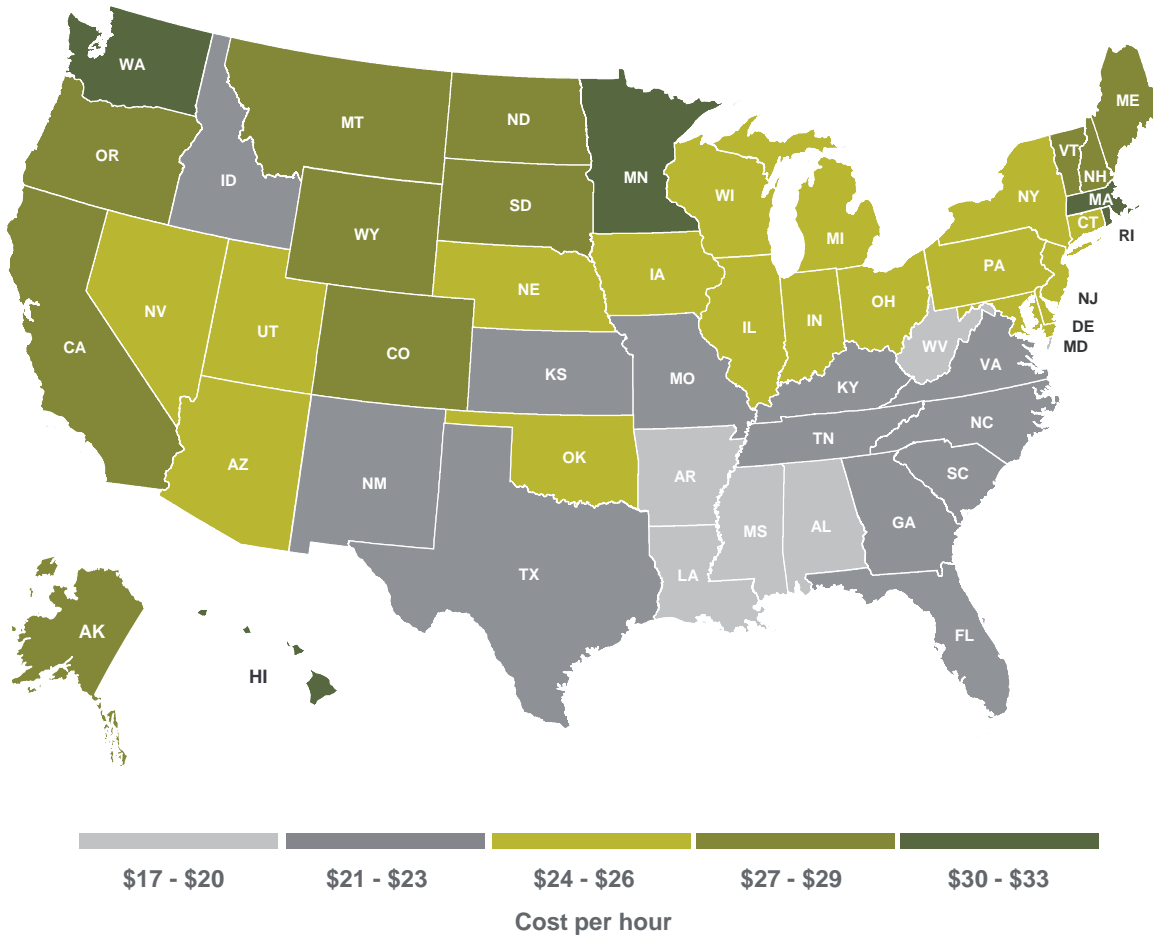 WA
ME
MT
ND
VT
OR
MN
NH
ID
SD
WI
NY
MA
CT
WY
MI
RI
PA
IA
NE
NJ
NV
OH
IL
IN
UT
DE
CA
CO
MD
WV
KS
MO
VA
KY
NC
TN
OK
AZ
SC
AR
NM
GA
MS
AL
TX
LA
AK
FL
HI
$17 - $20
$21 - $23
$24 - $26
$27 - $29
$30 - $33
Cost per hour